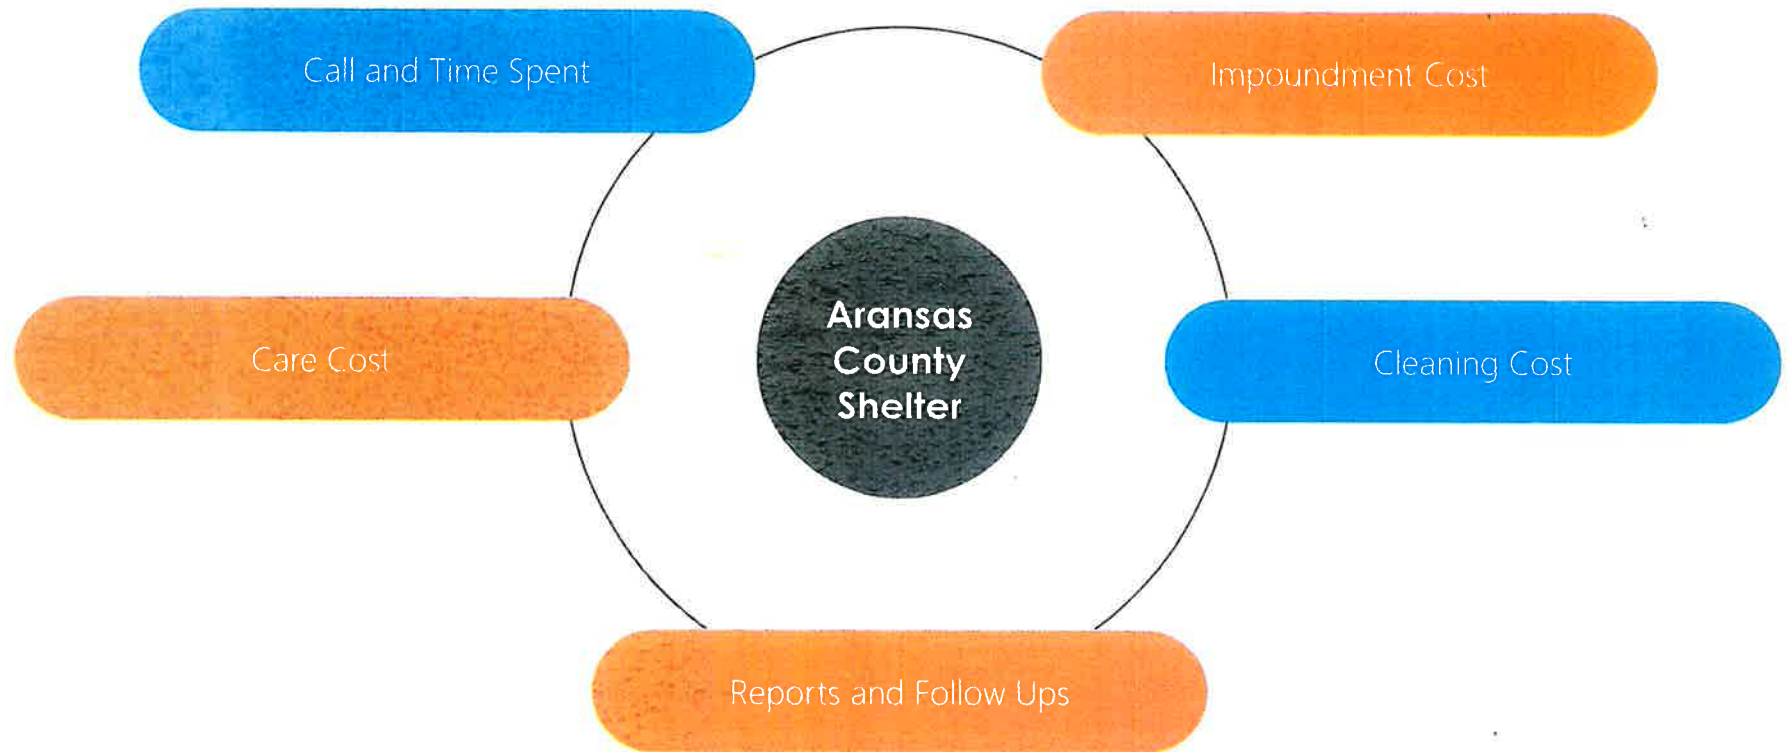 Call and Time Spent
Impoundment Cost
Care Cost
Aransas
County
Shelter
Cleaning Cost
Reports and Follow Ups